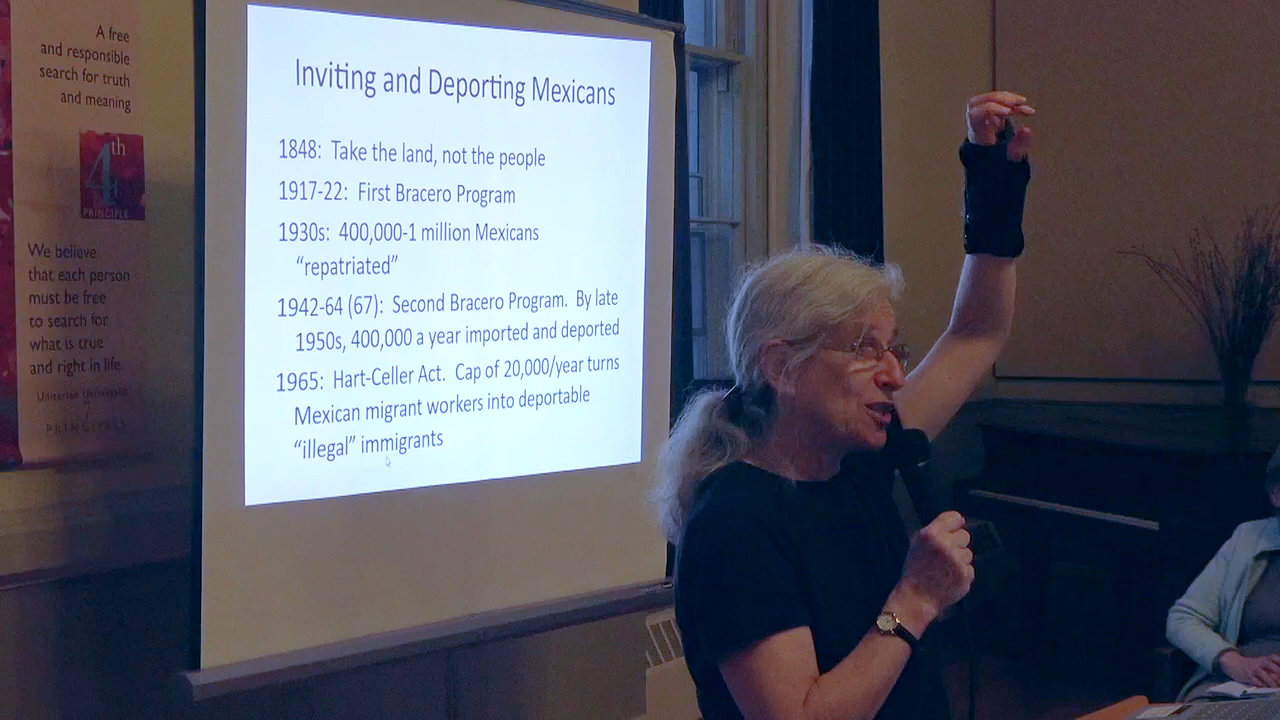 A free
and responsible
search for truth
and meaning
4th
PRINCIPLE
We believe
that each person
must be free
to search for
what is true
and right in life.
Unitarian Universalist
7
PRINCIPLES
Inviting and Deporting Mexicans
1848: Take the land, not the people
1917-22: First Bracero Program
1930s: 400,000-1 million Mexicans
“repatriated”
1942-64 (67): Second Bracero Program. By late
1950s, 400,000 a year imported and deported
1965: Hart-Celler Act. Cap of 20,000/year turns
Mexican migrant workers into deportable
“illegal” immigrants